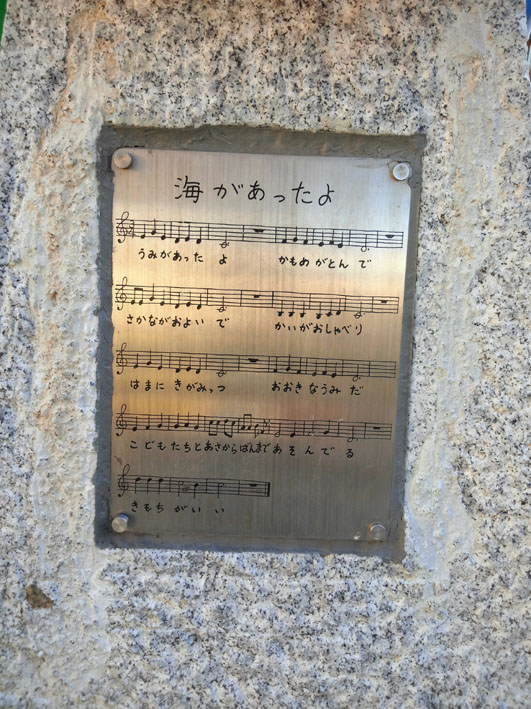 海があったよ
うみがあったよ かもめがとんで
さかながおよいで かいがおしゃべり
はまにきがみっつ おおきなうみだ
こどもたちとあさからばんまであそんでる
きもちがいい